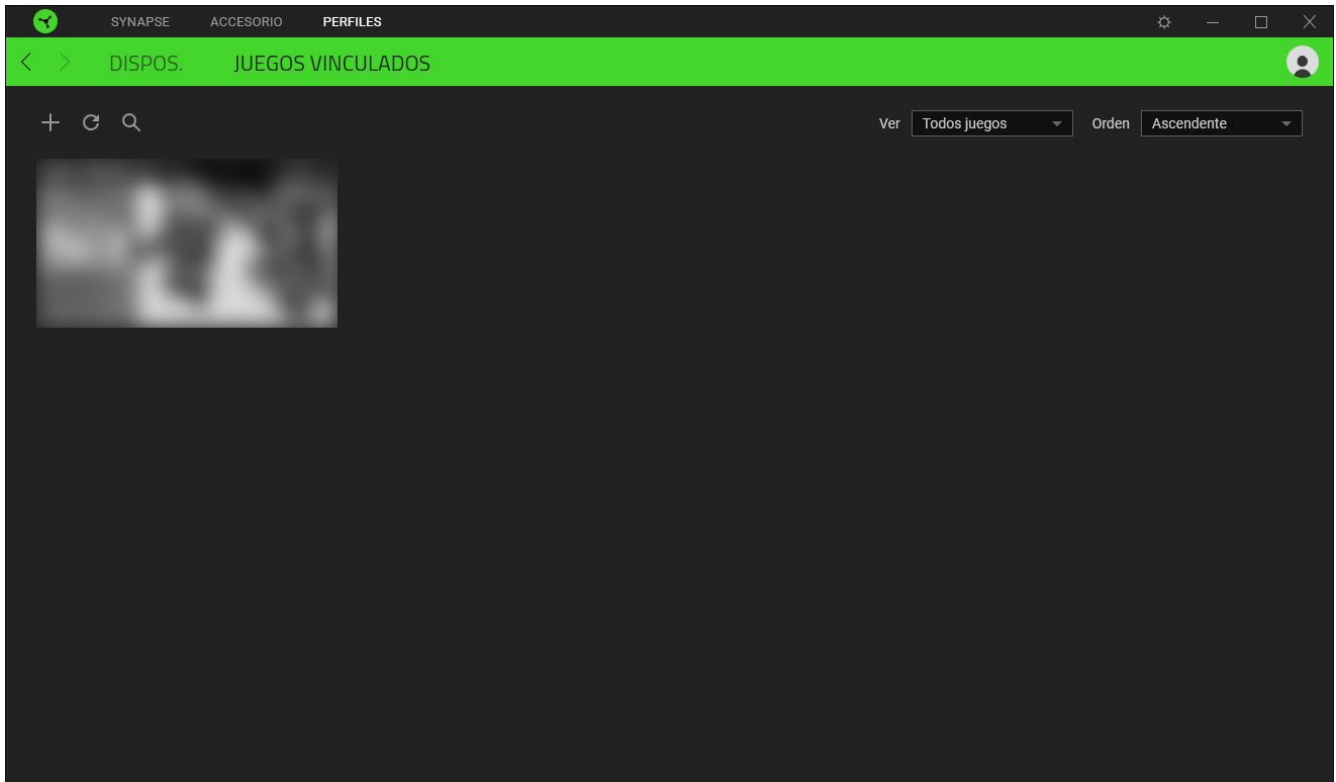 SYNAPSE ACCESORIO PERFILES
DISPOS. JUEGOS VINCULADOS
Ver Todos juegos Orden Ascendente